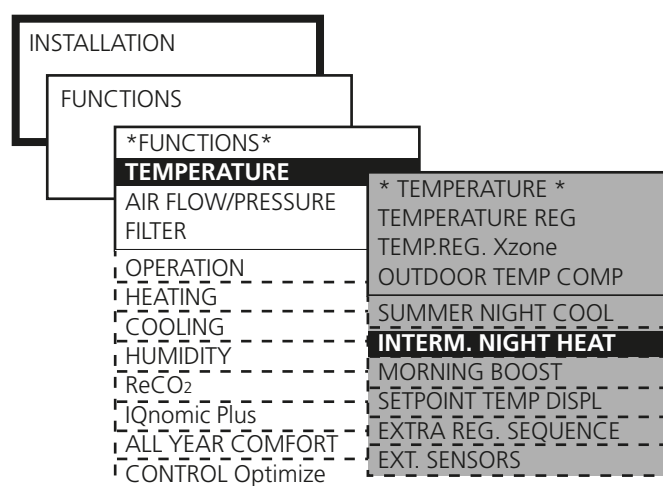 INSTALLATION
FUNCTIONS
*FUNCTIONS*
TEMPERATURE
AIR FLOW/PRESSURE
FILTER
OPERATION
HEATING
COOLING
HUMIDITY
ReCO2
IQnomic Plus
ALL YEAR COMFORT
CONTROL Optimize
* TEMPERATURE *
TEMPERATURE REG
TEMP.REG. Xzone
OUTDOOR TEMP COMP
SUMMER NIGHT COOL
INTERM. NIGHT HEAT
MORNING BOOST
SETPOINT TEMP DISPL
EXTRA REG. SEQUENCE
EXT. SENSORS